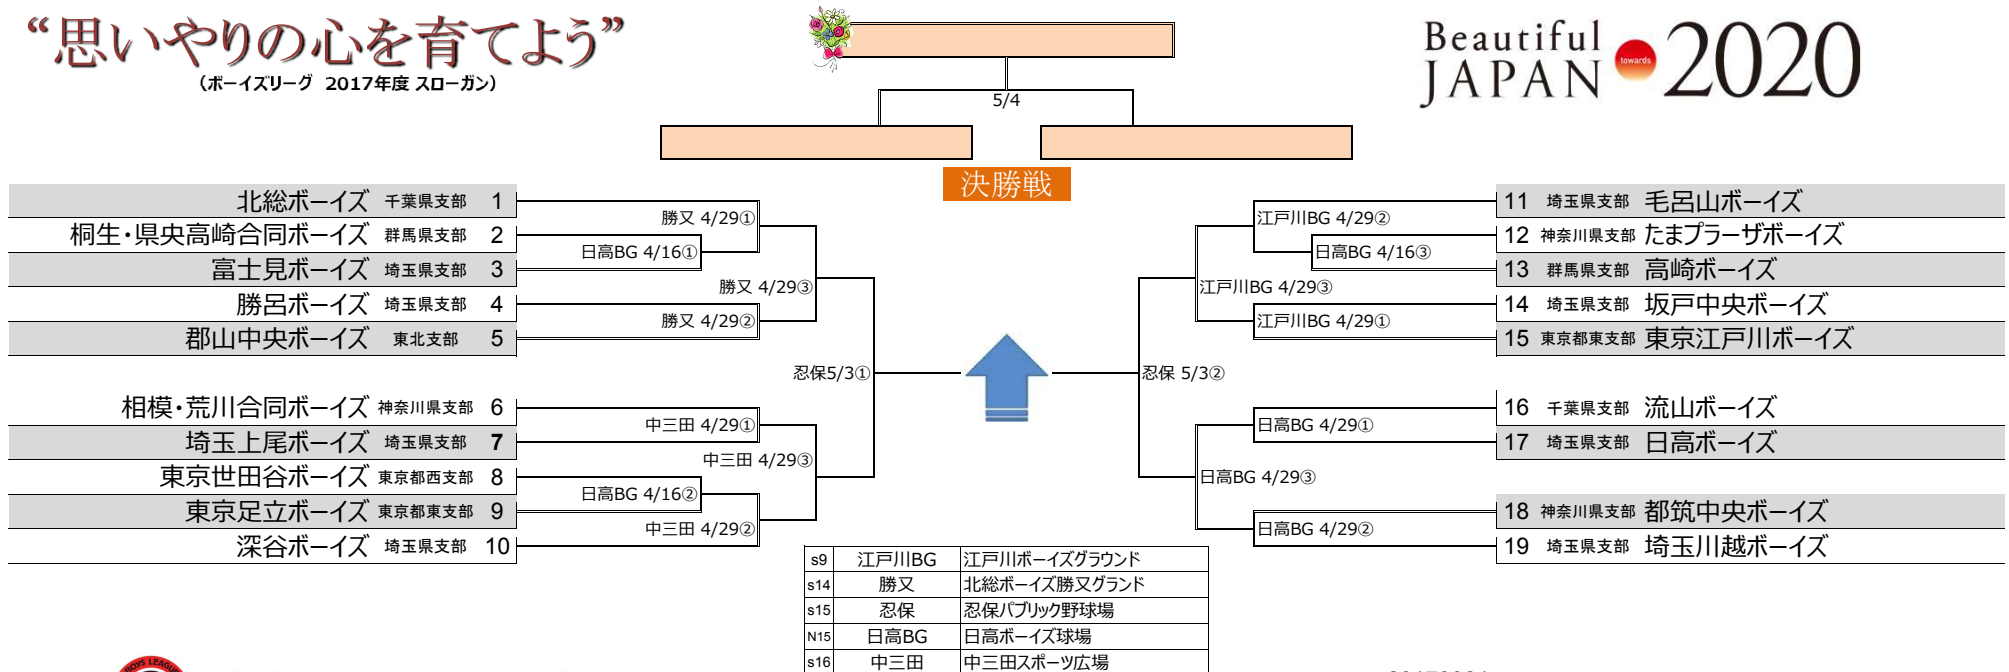 “思いやりの心を育てよう”
（ボーイズリーグ 2017年度 スローガン）
Beautiful
JAPAN towards 2020
5/4
決勝戦
北総ボーイズ 千葉県支部 1
桐生・県央高崎合同ボーイズ 群馬県支部 2
富士見ボーイズ 埼玉県支部 3
勝呂ボーイズ 埼玉県支部 4
郡山中央ボーイズ 東北支部 5
相模・荒川合同ボーイズ 神奈川県支部 6
埼玉上尾ボーイズ 埼玉県支部 7
東京世田谷ボーイズ 東京都西支部 8
東京足立ボーイズ 東京都東支部 9
深谷ボーイズ 埼玉県支部 10
勝又 4/29①
日高BG 4/16①
勝又 4/29③
勝又 4/29②
忍保5/3①
中三田 4/29①
中三田 4/29③
日高BG 4/16②
中三田 4/29②
江戸川BG 4/29②
日高BG 4/16③
江戸川BG 4/29③
江戸川BG 4/29①
忍保 5/3②
日高BG 4/29①
日高BG 4/29③
日高BG 4/29②
11 埼玉県支部 毛呂山ボーイズ
12 神奈川県支部 たまプラーザボーイズ
13 群馬県支部 高崎ボーイズ
14 埼玉県支部 坂戸中央ボーイズ
15 東京都東支部 東京江戸川ボーイズ
16 千葉県支部 流山ボーイズ
17 埼玉県支部 日高ボーイズ
18 神奈川県支部 都筑中央ボーイズ
19 埼玉県支部 埼玉川越ボーイズ
s9 江戸川BG 江戸川ボーイズグラウンド
s14 勝又 北総ボーイズ勝又グランド
s15 忍保 忍保パブリック野球場
N15 日高BG 日高ボーイズ球場
s16 中三田 中三田スポーツ広場
BOYS LEAGUE